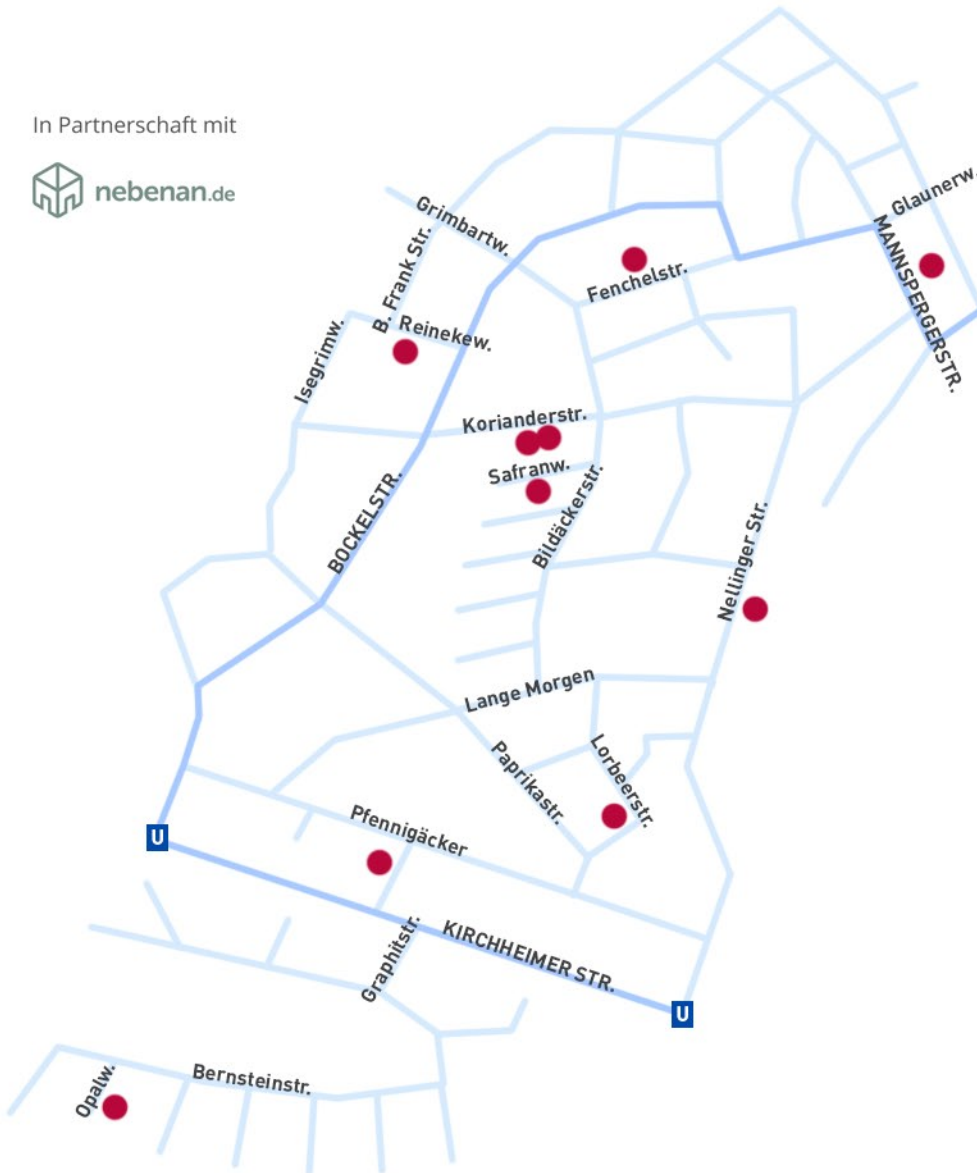 In Partnerschaft mit
nebenan.de
Glaunerw.
Grimbartw.
MANNSPERGERSTR.
B. Frank Str.
Fenchelstr.
Reinekew.
Isegrimw.
Korianderstr.
Safranw.
BOCKELSTR.
Bildäckerstr.
Nellinger Str.
Lange Morgen
Paprikastr.
Lorbeerstr.
Pfennigäcker
U
Graphitstr.
KIRCHHEIMER STR.
U
Opalw.
Bernsteinstr.